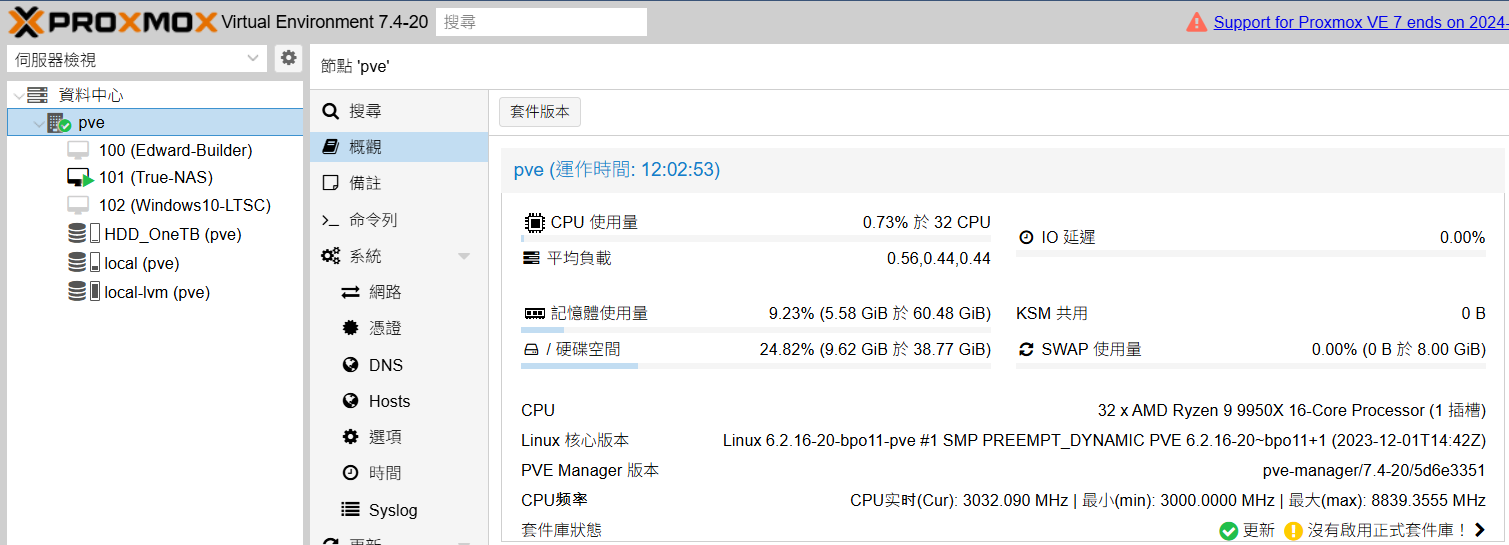 PROXMOX Virtual Environment 7.4-20 搜尋 Support for Proxmox VE 7 ends on 2024-
伺服器檢視
資料中心
pve
100 (Edward-Builder)
101 (True-NAS)
102 (Windows10-LTSC)
HDD_OneTB (pve)
local (pve)
local-lvm (pve)
節點 'pve'
搜尋
概觀
備註
命令列
系統
網路
憑證
DNS
Hosts
選項
時間
Syslog
更新
套件版本
pve (運作時間: 12:02:53)
CPU 使用量 0.73% 於 32 CPU
IO 延遲 0.00%
平均負載 0.56,0.44,0.44
記憶體使用量 9.23% (5.58 GiB 於 60.48 GiB)
KSM 共用 0 B
/ 硬碟空間 24.82% (9.62 GiB 於 38.77 GiB)
SWAP 使用量 0.00% (0 B 於 8.00 GiB)
CPU 32 x AMD Ryzen 9 9950X 16-Core Processor (1 插槽)
Linux 核心版本 Linux 6.2.16-20-bpo11-pve #1 SMP PREEMPT_DYNAMIC PVE 6.2.16-20~bpo11+1 (2023-12-01T14:42Z)
PVE Manager 版本 pve-manager/7.4-20/5d6e3351
CPU频率 CPU实时(Cur): 3032.090 MHz | 最小(min): 3000.0000 MHz | 最大(max): 8839.3555 MHz
套件庫狀態 更新 沒有啟用正式套件庫！